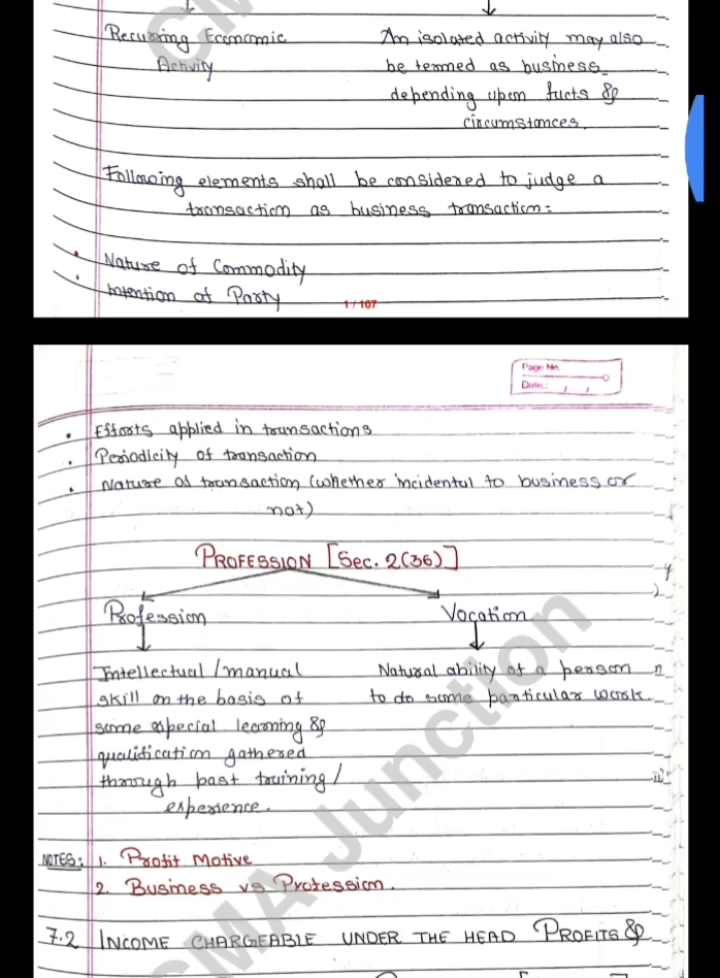 Recurring Economic
Activity
An isolated activity may also
be termed as business
depending upon facts &
circumstances.
Following elements shall be considered to judge a
transaction as business transaction:
• Nature of Commodity
• Intention of Party
1 / 107
Page No.
Date: / /
• Efforts applied in transactions
• Periodicity of transaction
• Nature of transaction (whether incidental to business or
not)
PROFESSION [Sec. 2(36)]
Profession
Vocation
Intellectual/manual
skill on the basis of
some special learning &
qualification gathered
through past training/
experience.
Natural ability of a person
to do some particular work.
NOTES: 1. Profit Motive
2. Business vs Profession.
7.2 INCOME CHARGEABLE UNDER THE HEAD PROFITS &
CMA
CMA Junction
CMA